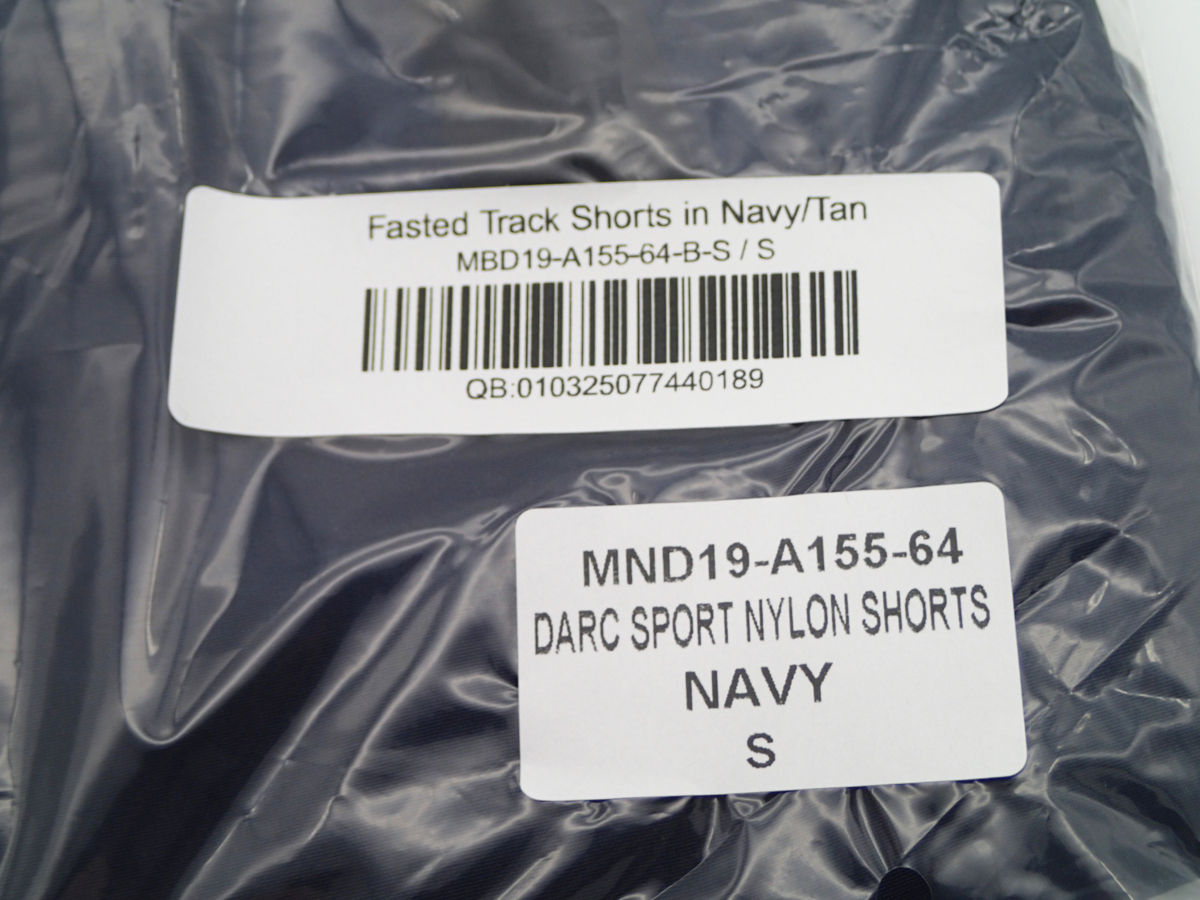 Fasted Track Shorts in Navy/Tan
MBD19-A155-64-B-S / S
QB:010325077440189
MND19-A155-64
DARC SPORT NYLON SHORTS
NAVY
S